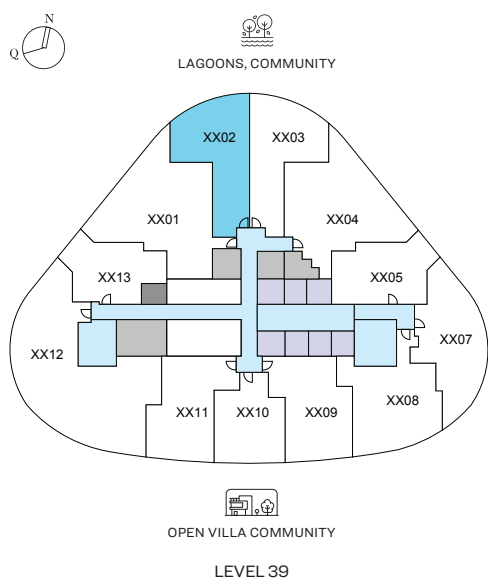 N
Q
LAGOONS, COMMUNITY
XX02
XX03
XX01
XX04
XX13
XX05
XX12
XX07
XX08
XX11
XX10
XX09
OPEN VILLA COMMUNITY
LEVEL 39